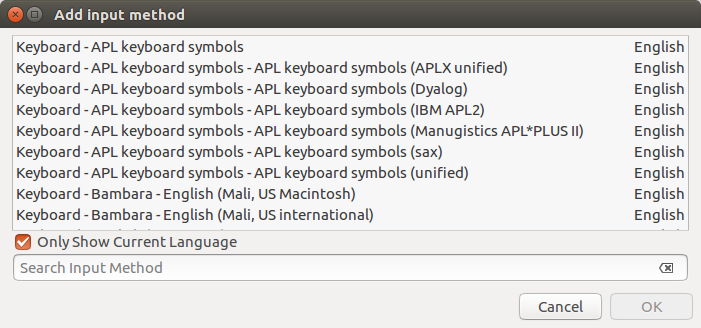 Add input method
Keyboard - APL keyboard symbols English
Keyboard - APL keyboard symbols - APL keyboard symbols (APLX unified) English
Keyboard - APL keyboard symbols - APL keyboard symbols (Dyalog) English
Keyboard - APL keyboard symbols - APL keyboard symbols (IBM APL2) English
Keyboard - APL keyboard symbols - APL keyboard symbols (Manugistics APL*PLUS II) English
Keyboard - APL keyboard symbols - APL keyboard symbols (sax) English
Keyboard - APL keyboard symbols - APL keyboard symbols (unified) English
Keyboard - Bambara - English (Mali, US Macintosh) English
Keyboard - Bambara - English (Mali, US international) English
Only Show Current Language
Search Input Method
Cancel OK